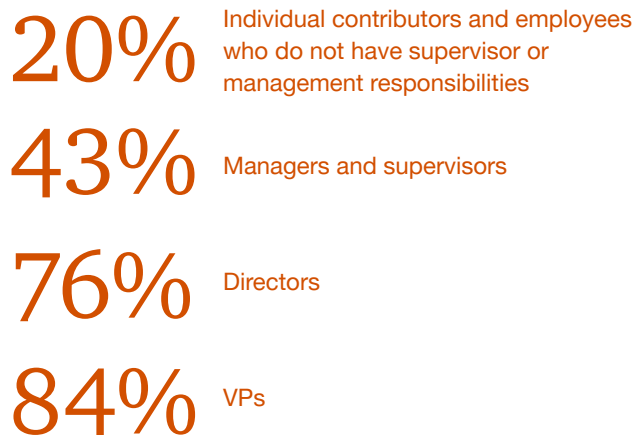 20%
Individual contributors and employees
who do not have supervisor or
management responsibilities
43%
Managers and supervisors
76%
Directors
84%
VPs